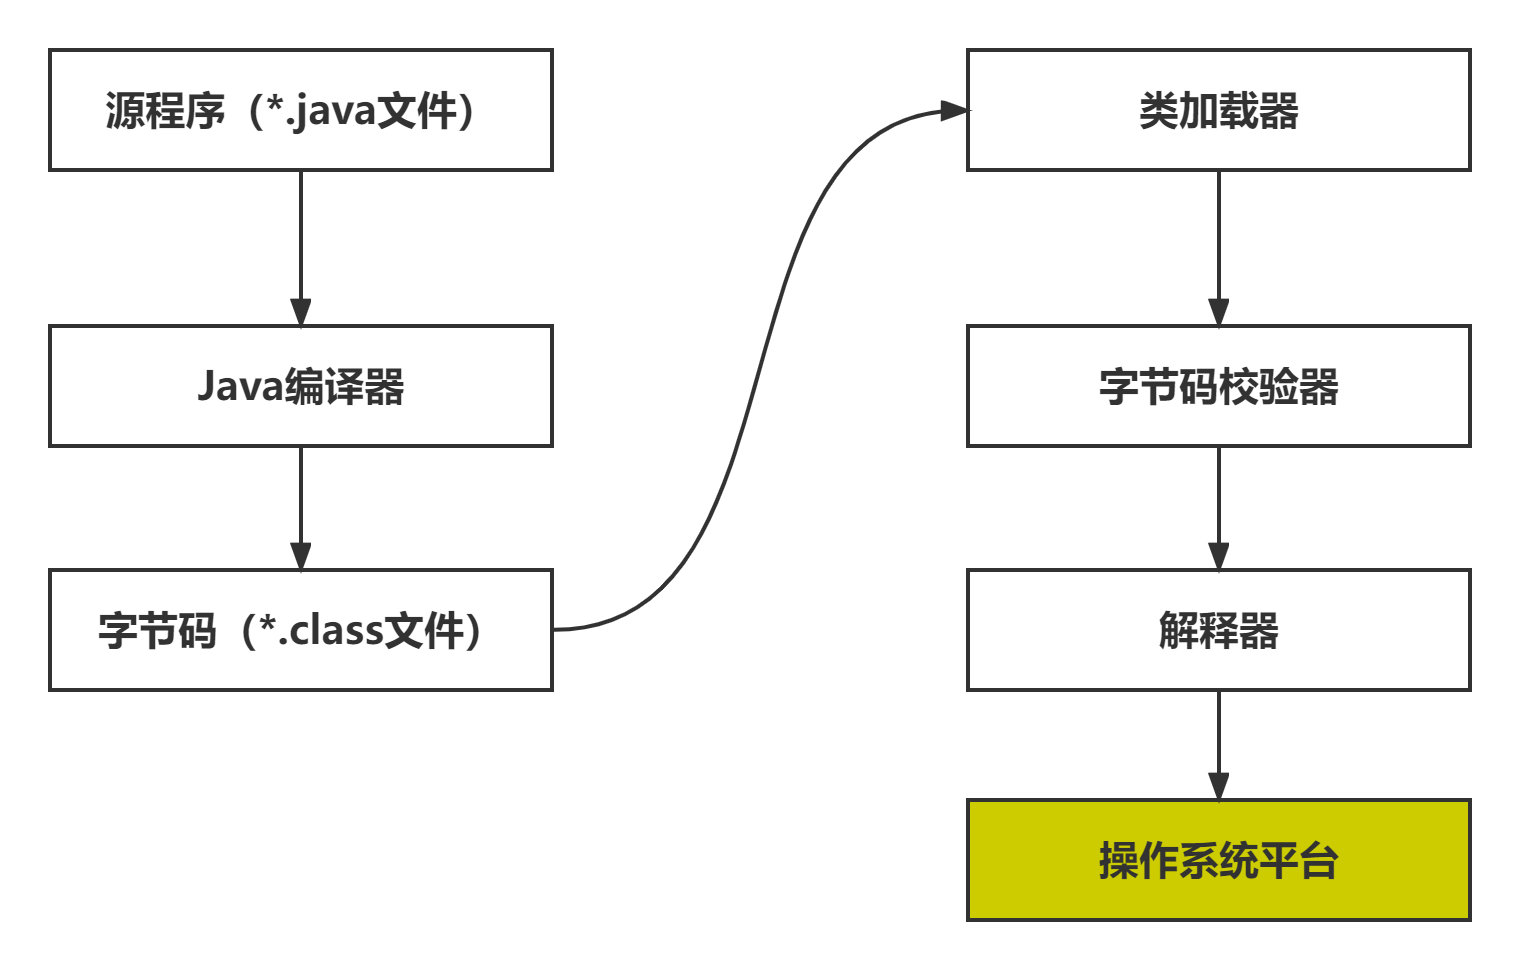 源程序（*.java文件）
Java编译器
字节码（*.class文件）
类加载器
字节码校验器
解释器
操作系统平台